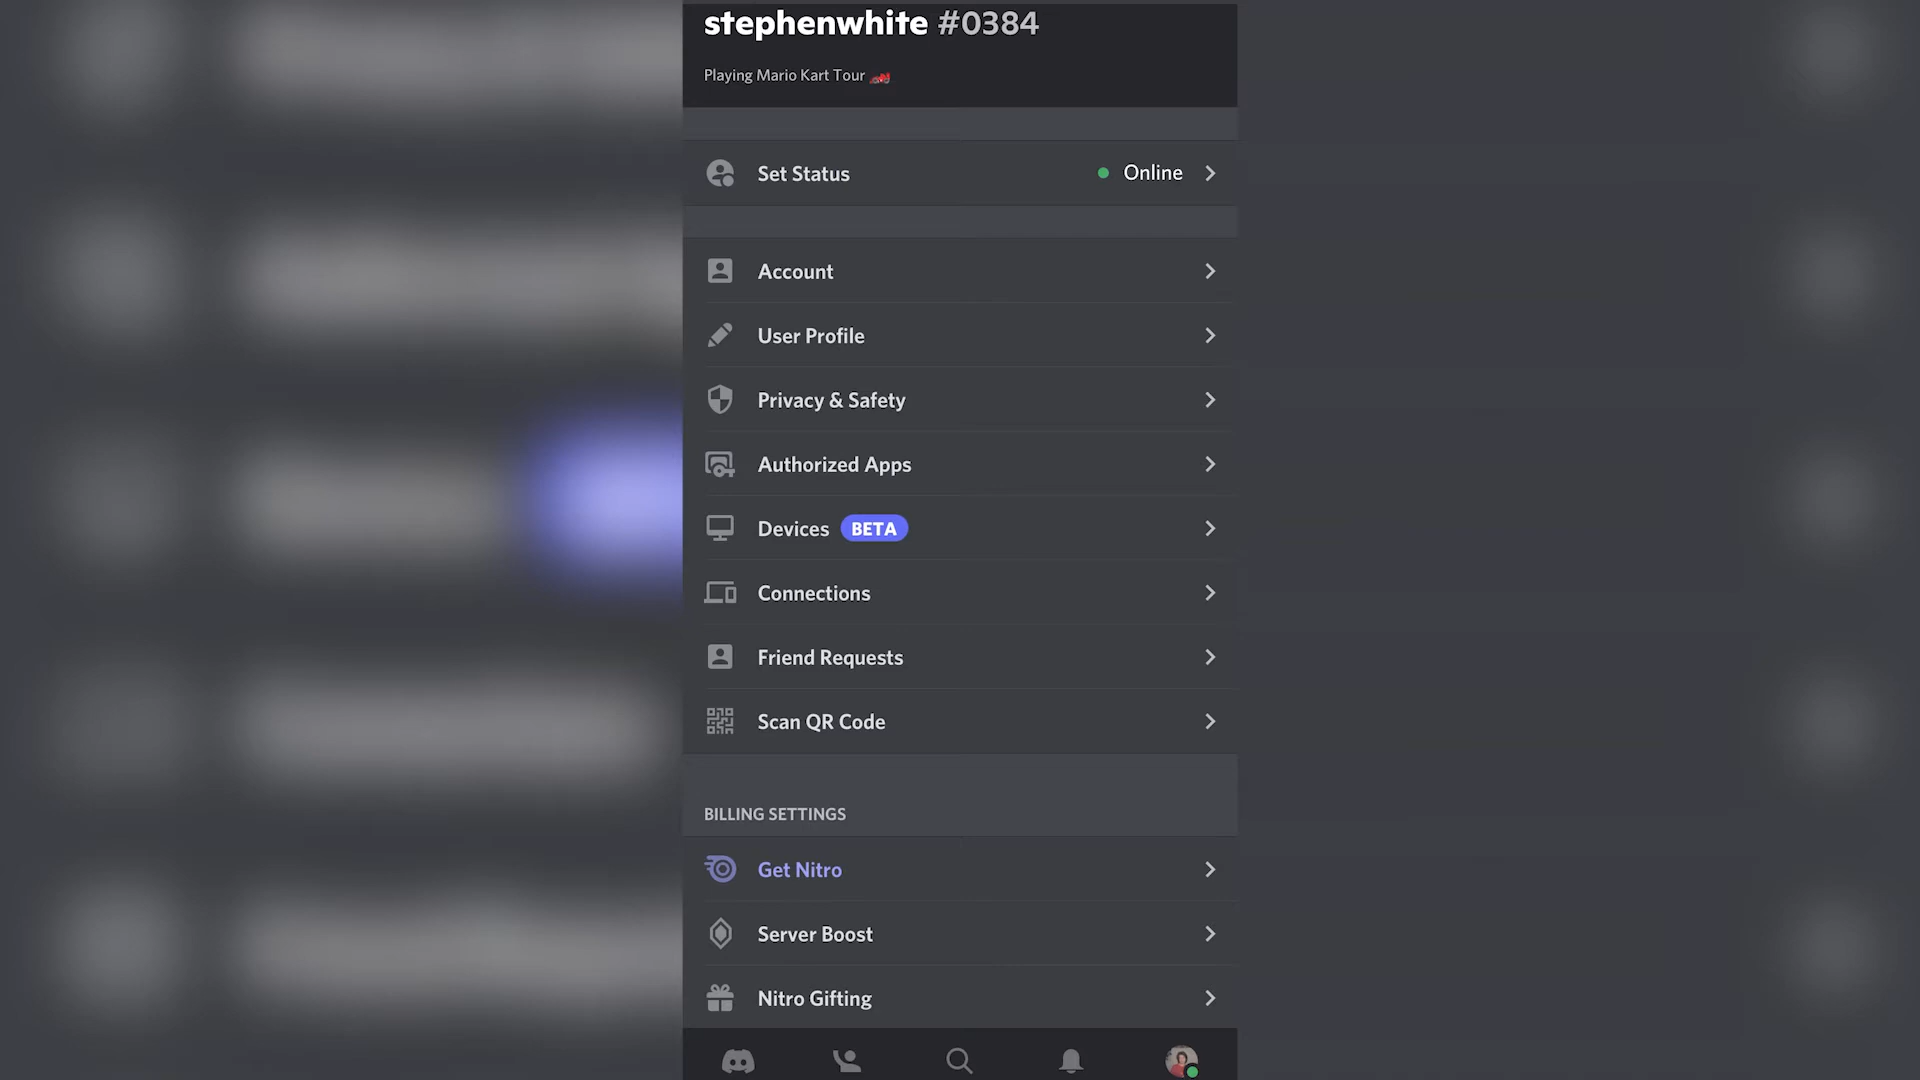 stephenwhite #0384
Playing Mario Kart Tour 🏎️
Set Status Online
Account
User Profile
Privacy & Safety
Authorized Apps
Devices BETA
Connections
Friend Requests
Scan QR Code
BILLING SETTINGS
Get Nitro
Server Boost
Nitro Gifting